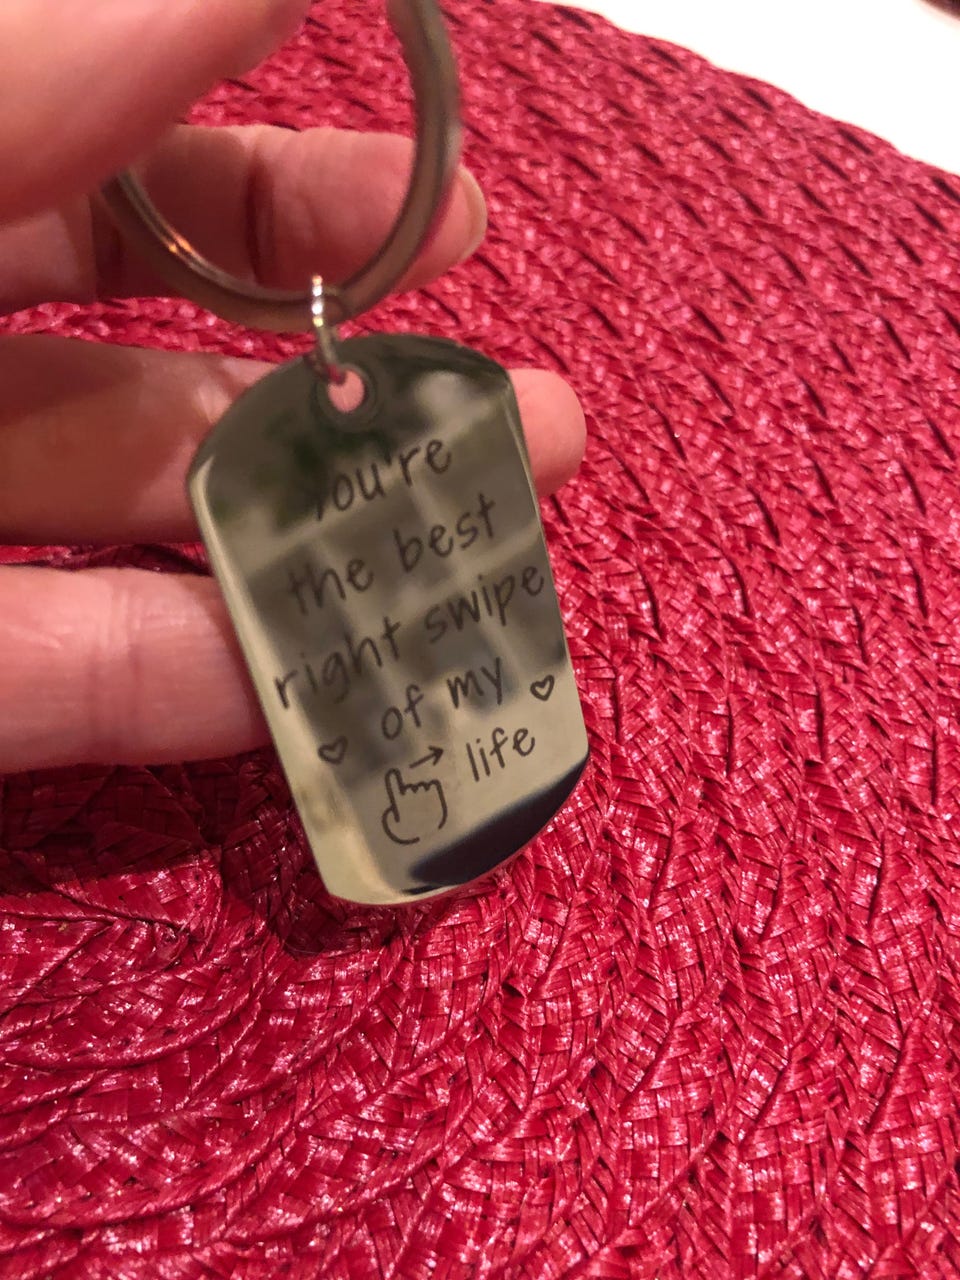 You're
the best
right swipe
of my
life